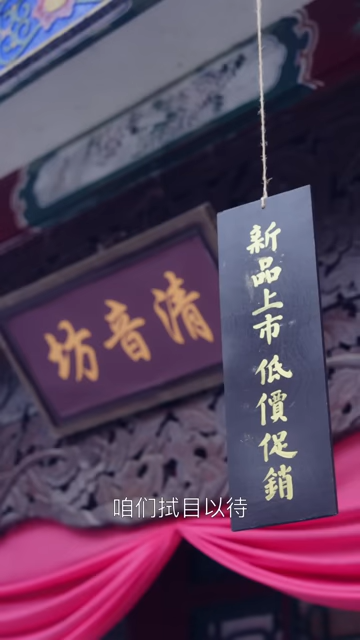 清音坊
新品上市 低價促銷
咱们拭目以待